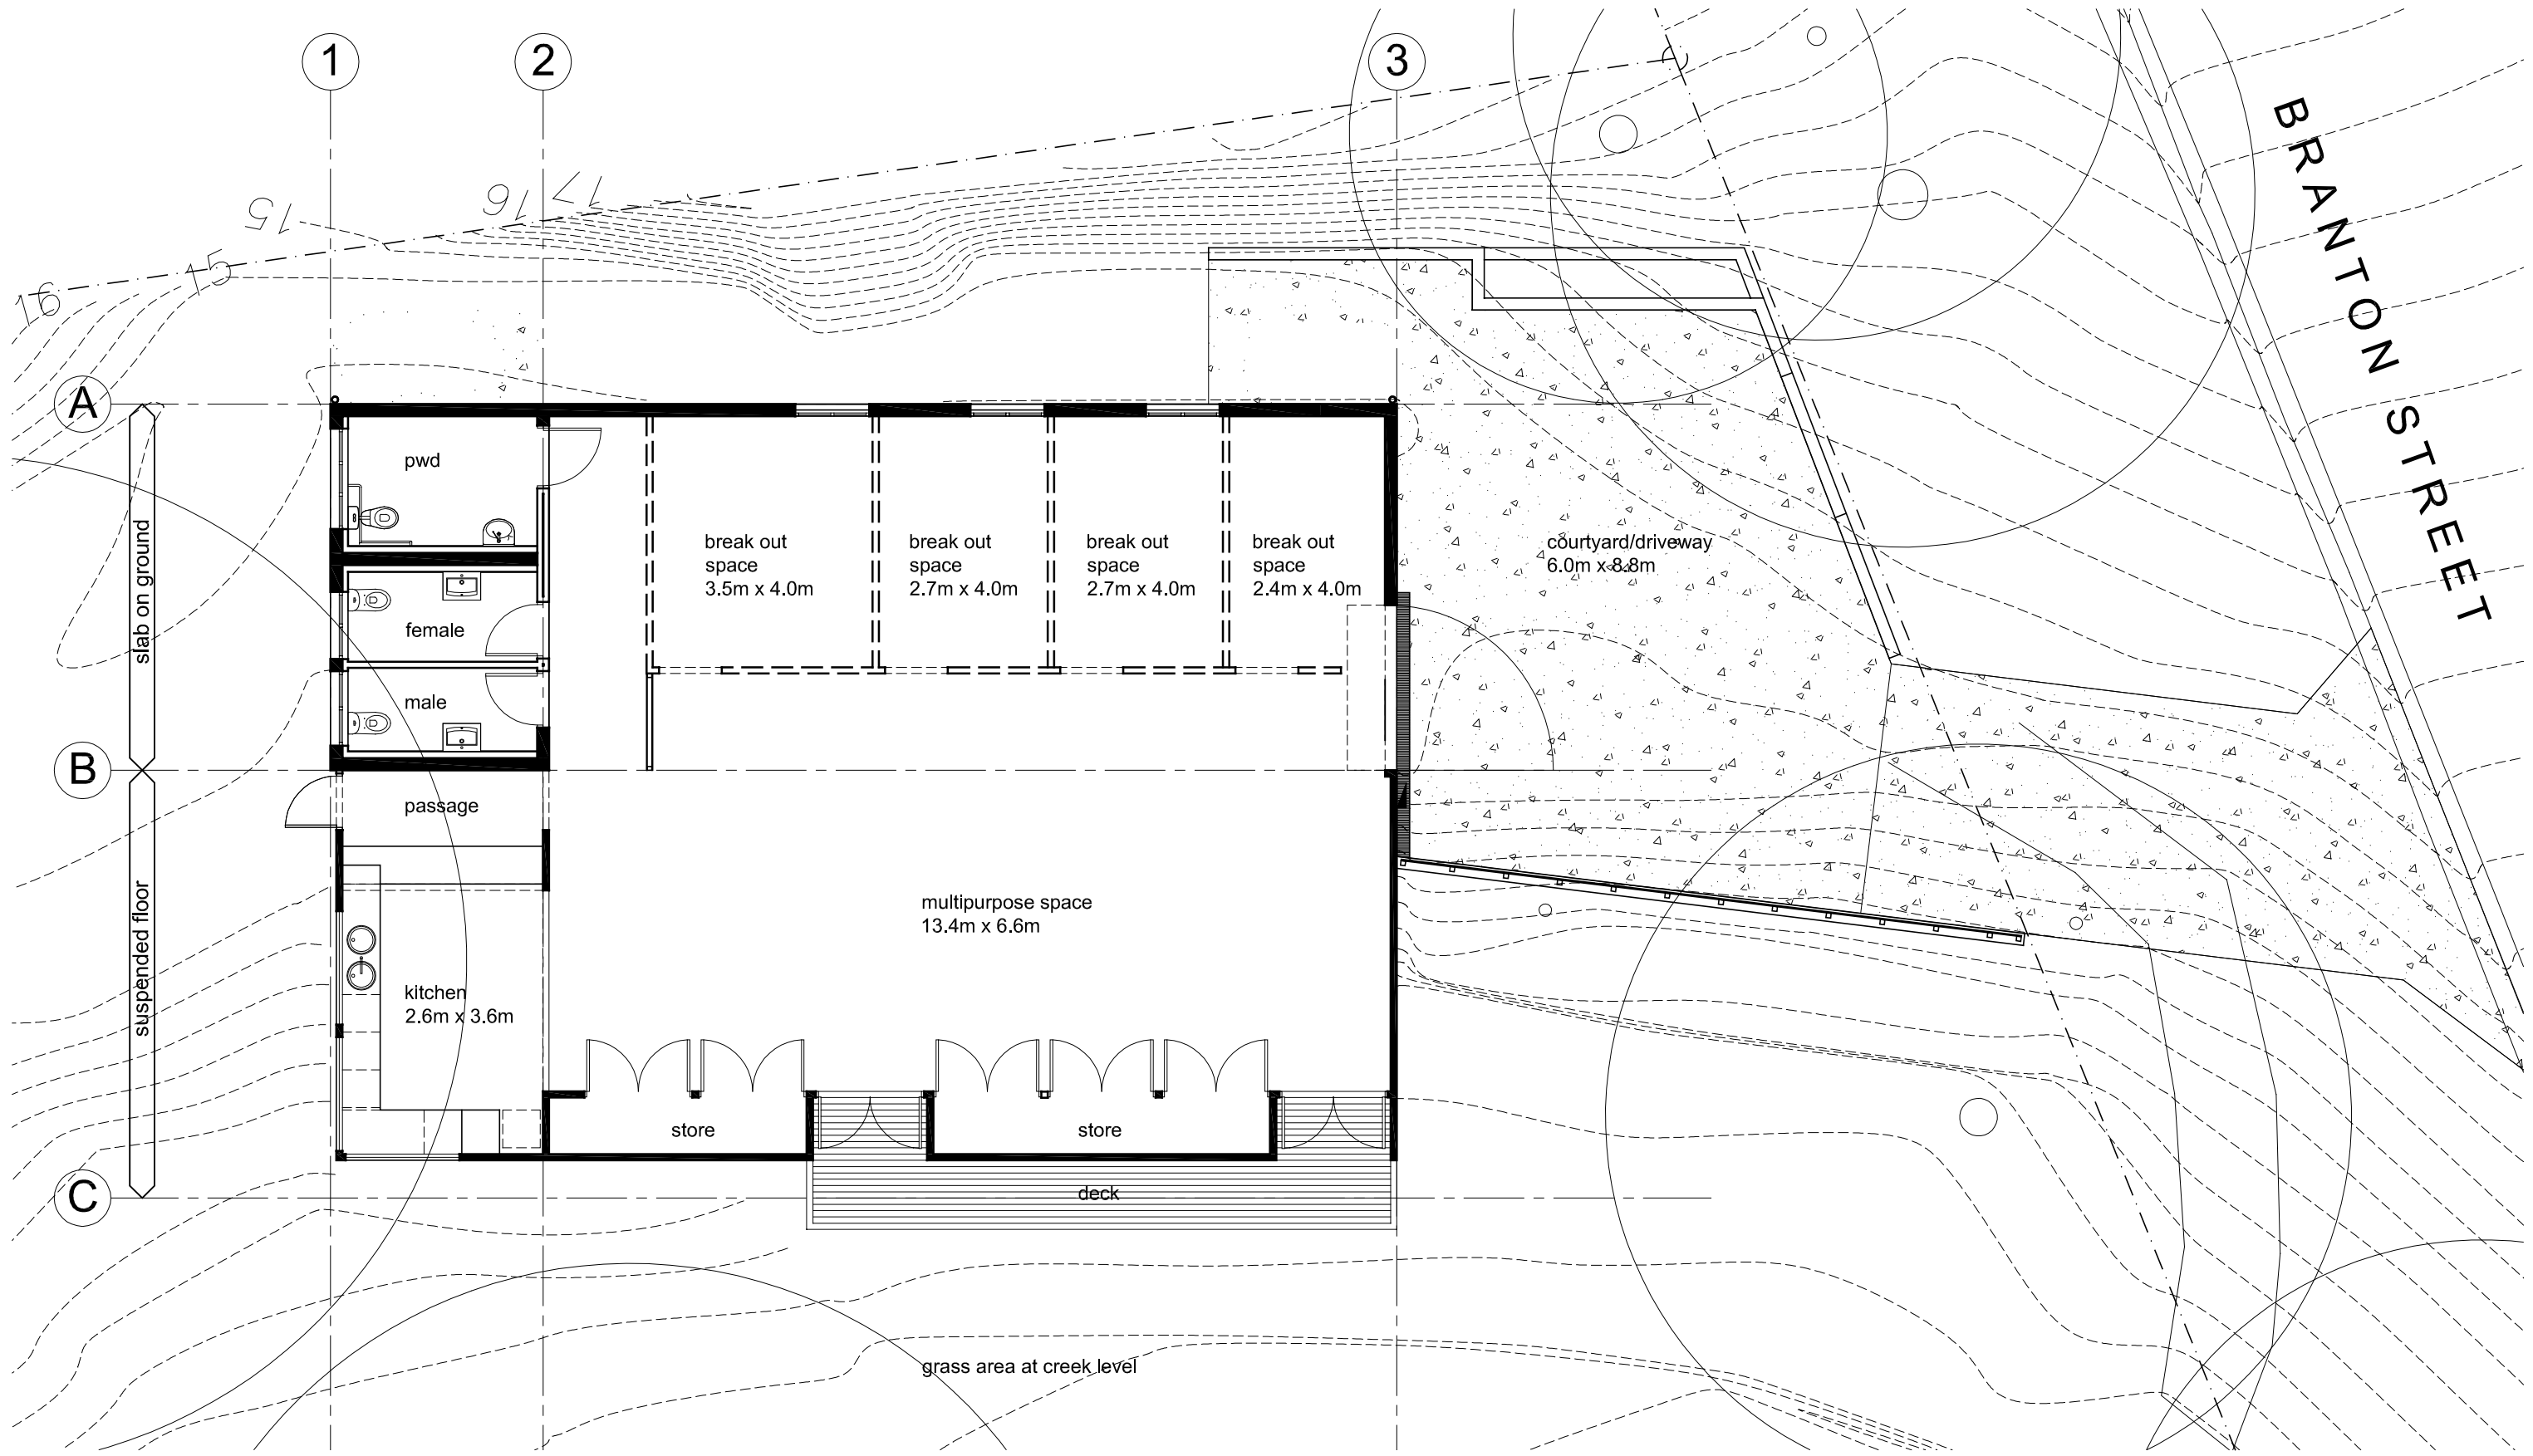 1
2
3
BRANTON STREET
15
16
17
16
15
A
B
C
slab on ground
suspended floor
pwd
female
male
passage
kitchen
2.6m x 3.6m
break out
space
3.5m x 4.0m
break out
space
2.7m x 4.0m
break out
space
2.7m x 4.0m
break out
space
2.4m x 4.0m
courtyard/driveway
6.0m x 8.8m
multipurpose space
13.4m x 6.6m
store
store
deck
grass area at creek level